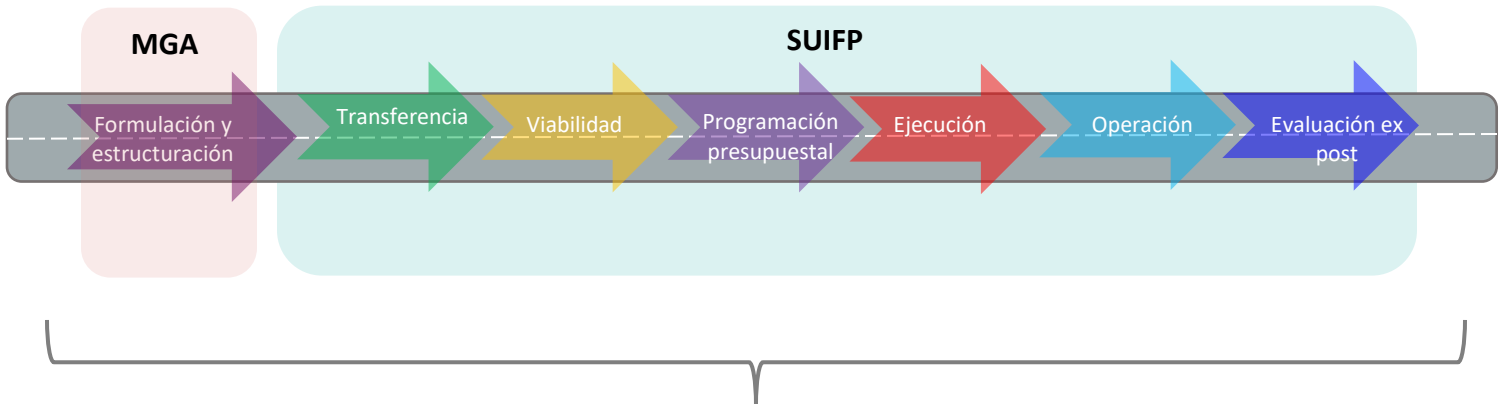 MGA
SUIFP
Formulación y
estructuración
Transferencia
Viabilidad
Programación
presupuestal
Ejecución
Operación
Evaluación ex
post